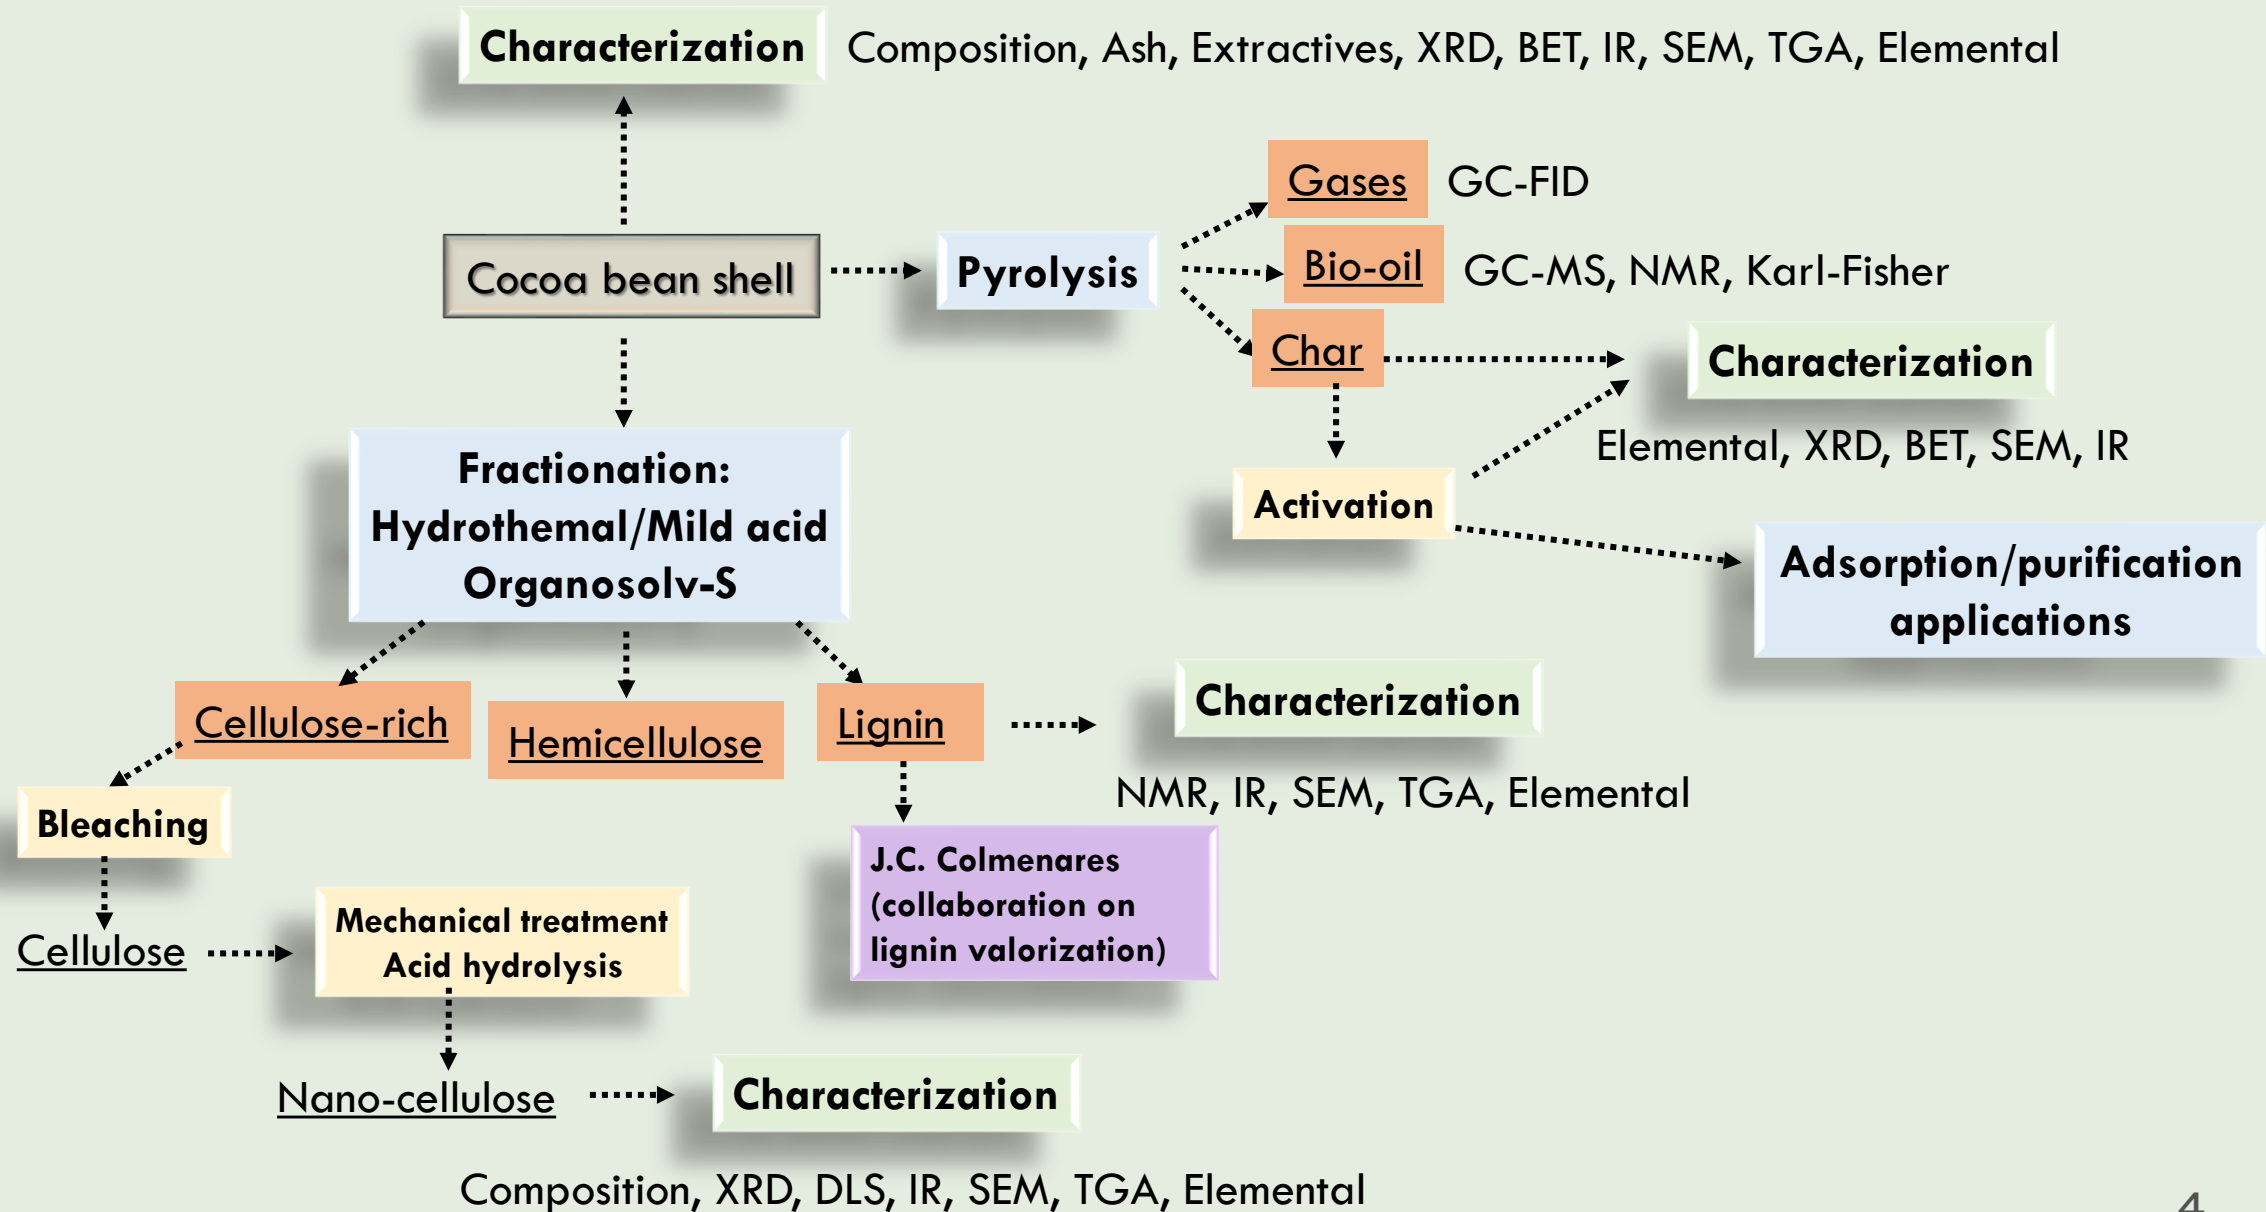 Characterization
Composition, Ash, Extractives, XRD, BET, IR, SEM, TGA, Elemental
Gases
GC-FID
Cocoa bean shell
Pyrolysis
Bio-oil
GC-MS, NMR, Karl-Fisher
Char
Characterization
Elemental, XRD, BET, SEM, IR
Activation
Adsorption/purification
applications
Fractionation:
Hydrothemal/Mild acid
Organosolv-S
Cellulose-rich
Hemicellulose
Lignin
Characterization
NMR, IR, SEM, TGA, Elemental
Bleaching
J.C. Colmenares
(collaboration on
lignin valorization)
Cellulose
Mechanical treatment
Acid hydrolysis
Nano-cellulose
Characterization
Composition, XRD, DLS, IR, SEM, TGA, Elemental
4